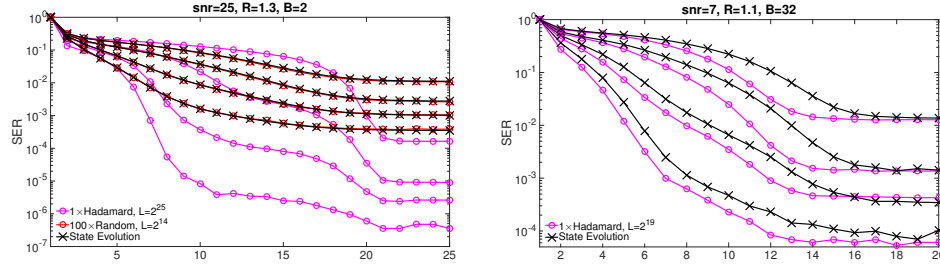 snr=25, R=1.3, B=2
10^0
10^-1
10^-2
10^-3
10^-4
10^-5
10^-6
10^-7
SER
1×Hadamard, L=2^25
100×Random, L=2^14
State Evolution
5 10 15 20 25
snr=7, R=1.1, B=32
10^0
10^-1
10^-2
10^-3
10^-4
SER
1×Hadamard, L=2^19
State Evolution
2 4 6 8 10 12 14 16 18 20